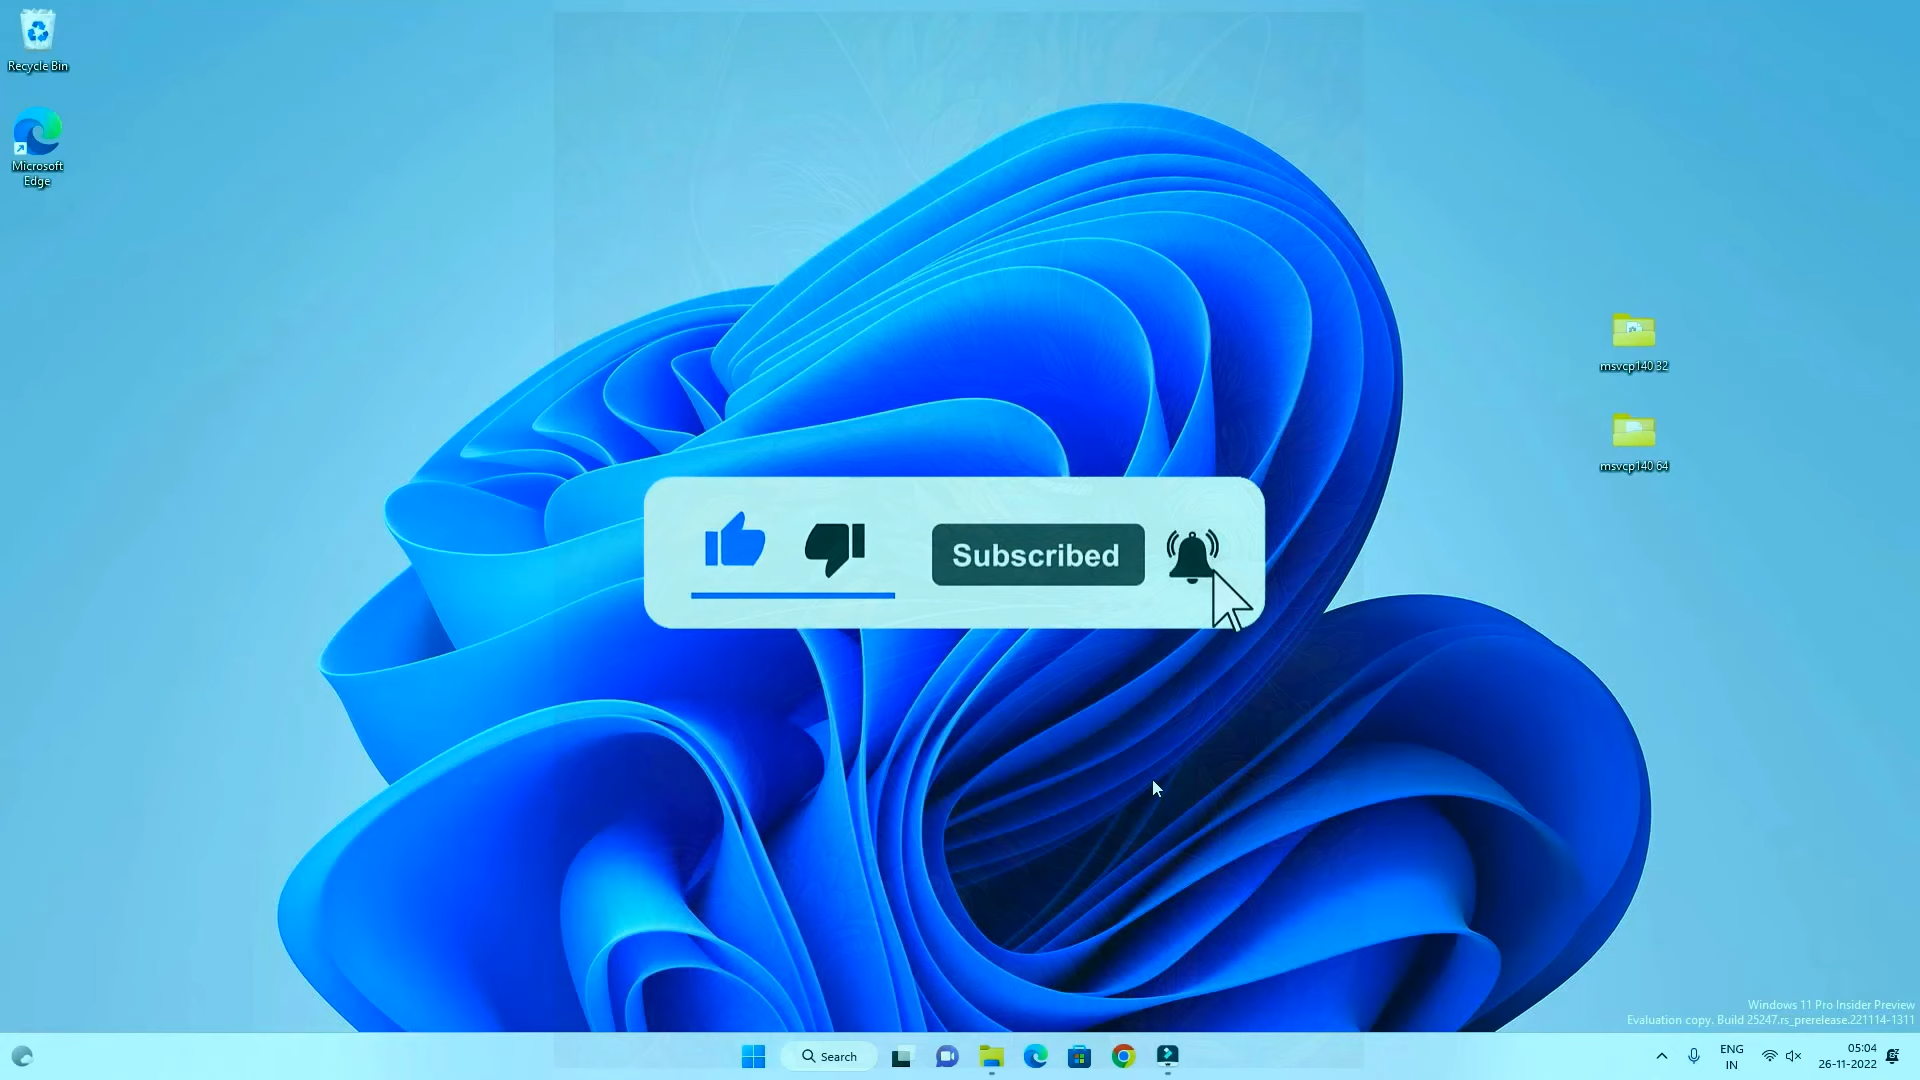 Recycle Bin
Microsoft
Edge
msvcp140 32
msvcp140 64
Subscribed
Windows 11 Pro Insider Preview
Evaluation copy. Build 25247.rs_prerelease.221114-1311
Search
ENG
IN
05:04
26-11-2022